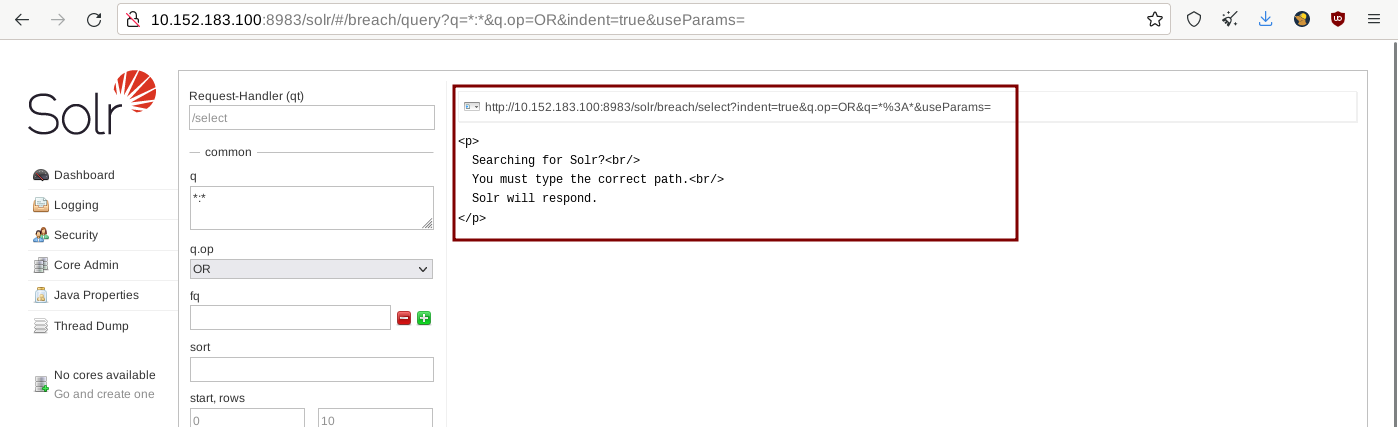 10.152.183.100:8983/solr/#/breach/query?q=*:*&q.op=OR&indent=true&useParams=
Solr
Dashboard
Logging
Security
Core Admin
Java Properties
Thread Dump
No cores available
Go and create one
Request-Handler (qt)
/select
common
q
*:*
q.op
OR
fq
sort
start, rows
0
10
http://10.152.183.100:8983/solr/breach/select?indent=true&q.op=OR&q=*%3A*&useParams=
<p>
  Searching for Solr?<br/>
  You must type the correct path.<br/>
  Solr will respond.
</p>